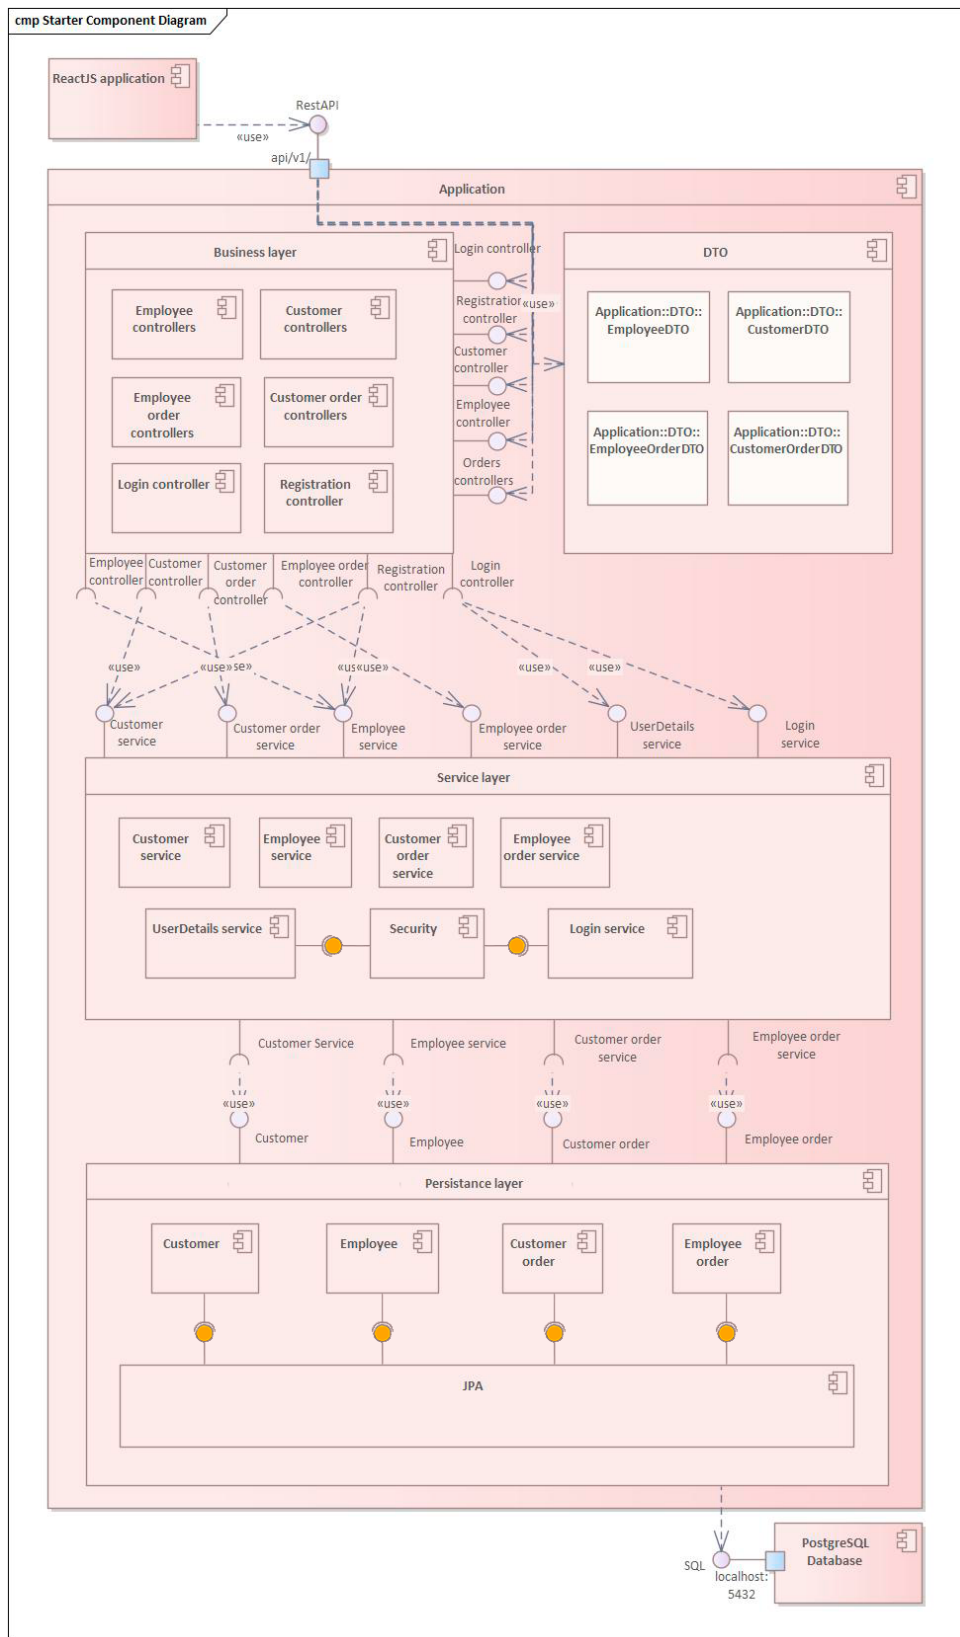 cmp Starter Component Diagram
ReactJS application
RestAPI
«use»
api/v1/
Application
Business layer
Employee
controllers
Customer
controllers
Employee
order
controllers
Customer order
controllers
Login controller
Registration
controller
Login controller
Registration
controller
«use»
Customer
controller
Employee
controller
Orders
controllers
DTO
Application::DTO::
EmployeeDTO
Application::DTO::
CustomerDTO
Application::DTO::
EmployeeOrderDTO
Application::DTO::
CustomerOrderDTO
Employee
controller
Customer
controller
Customer
order
controller
Employee order
controller
Registration
controller
Login
controller
«use»
«use»
«use»
«use»
«use»
Customer
service
Customer order
service
Employee
service
Employee order
service
UserDetails
service
Login
service
Service layer
Customer
service
Employee
service
Customer
order
service
Employee
order service
UserDetails service
Security
Login service
Customer Service
Employee service
Customer order
service
Employee order
service
«use»
«use»
«use»
«use»
Customer
Employee
Customer order
Employee order
Persistance layer
Customer
Employee
Customer
order
Employee
order
JPA
SQL
localhost:
5432
PostgreSQL
Database